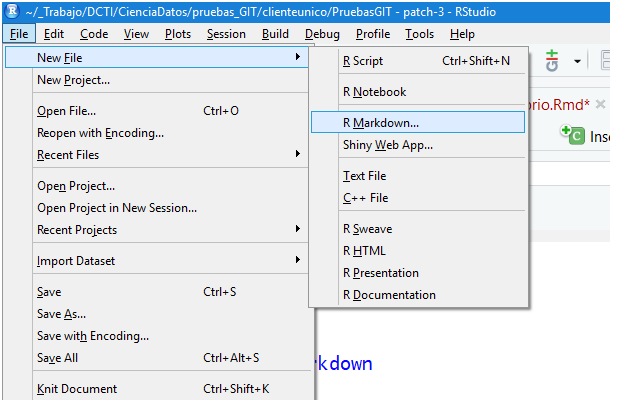 ~/_Trabajo/DCTI/CienciaDatos/pruebas_GIT/clienteunico/PruebasGIT - patch-3 - RStudio
File Edit Code View Plots Session Build Debug Profile Tools Help
New File
New Project...
Open File... Ctrl+O
Reopen with Encoding...
Recent Files
Open Project...
Open Project in New Session...
Recent Projects
Import Dataset
Save Ctrl+S
Save As...
Save with Encoding...
Save All Ctrl+Alt+S
Knit Document Ctrl+Shift+K
R Script Ctrl+Shift+N
R Notebook
R Markdown...
Shiny Web App...
Text File
C++ File
R Sweave
R HTML
R Presentation
R Documentation
GIT
orio.Rmd*
C Inse
rkdown